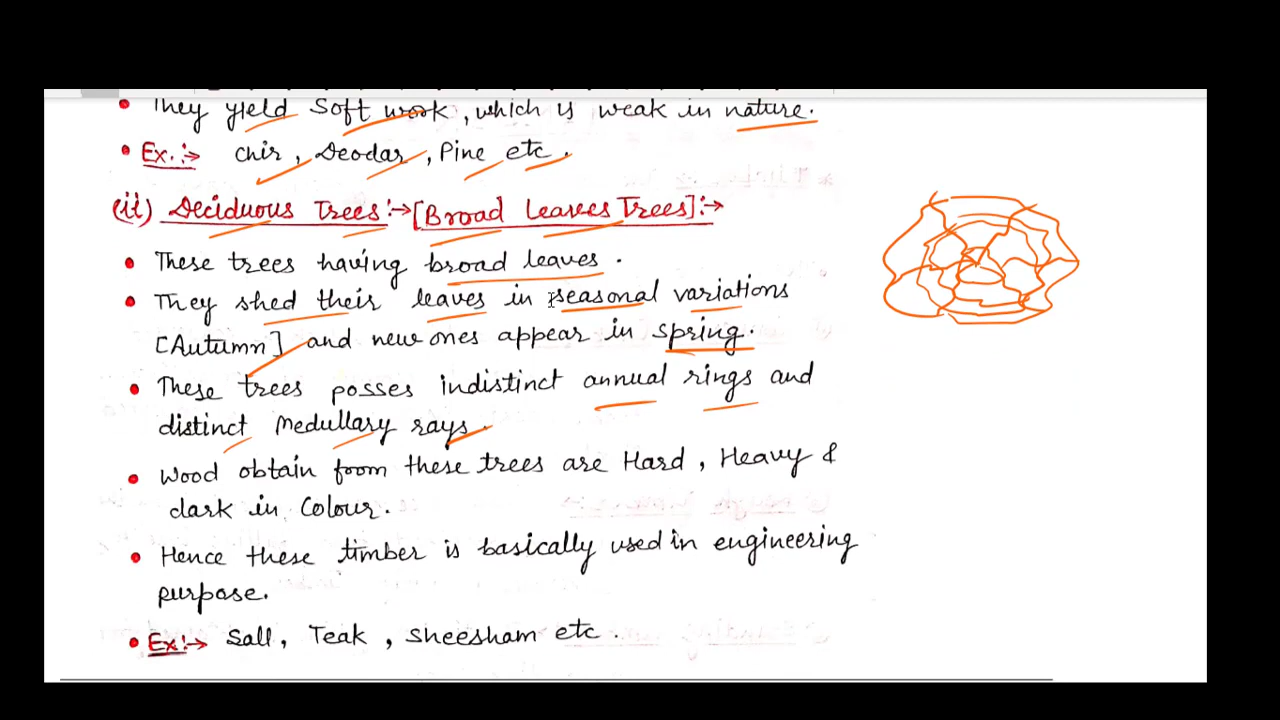 • They yield Soft work, which is weak in nature.
• Ex.:→ Chir, Deodar, Pine etc.
(ii) Deciduous Trees:→[Broad Leaves Trees]:→
• These trees having broad leaves.
• They shed their leaves in seasonal variations
[Autumn] and new ones appear in spring.
• These trees posses indistinct annual rings and
distinct Medullary rays.
• Wood obtain from these trees are Hard, Heavy &
dark in Colour.
• Hence these timber is basically used in engineering
purpose.
• Ex:→ Sall, Teak, Sheesham etc.